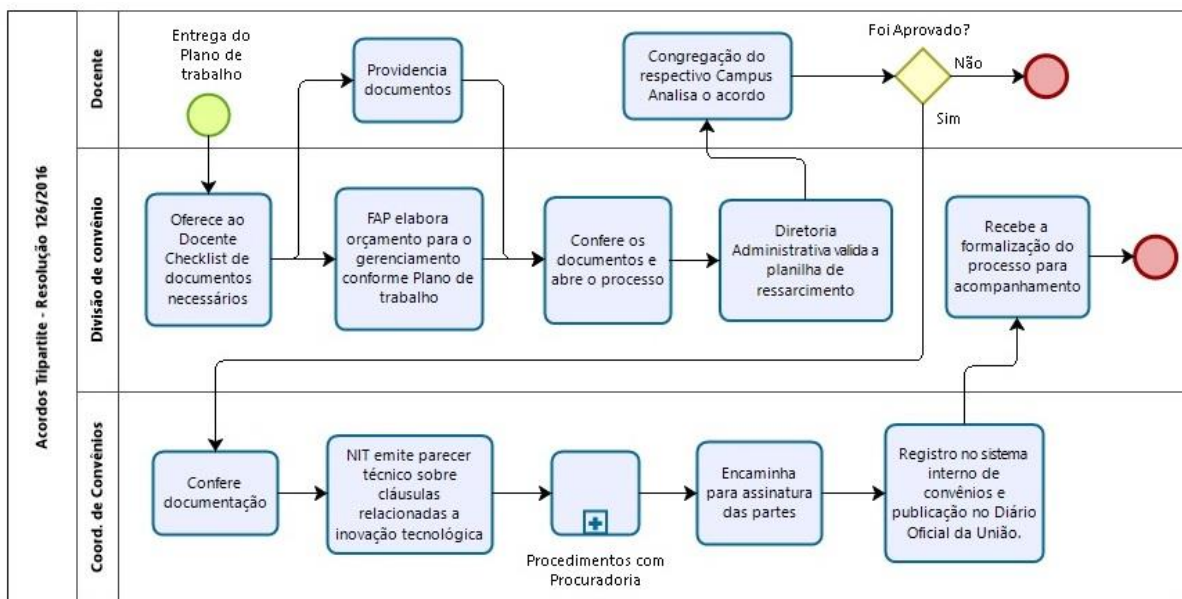 Acordos Tripartite - Resolução 126/2016
Docente
Entrega do
Plano de
trabalho
Providencia
documentos
Congregação do
respectivo Campus
Analisa o acordo
Foi Aprovado?
Não
Sim
Divisão de convênio
Oferece ao
Docente
Checklist de
documentos
necessários
FAP elabora
orçamento para o
gerenciamento
conforme Plano de
trabalho
Confere os
documentos e
abre o processo
Diretoria
Administrativa valida a
planilha de
ressarcimento
Recebe a
formalização do
processo para
acompanhamento
Coord. de Convênios
Confere
documentação
NIT emite parecer
técnico sobre
cláusulas
relacionadas a
inovação tecnológica
Procedimentos com
Procuradoria
Encaminha
para assinatura
das partes
Registro no sistema
interno de
convênios e
publicação no Diário
Oficial da União.